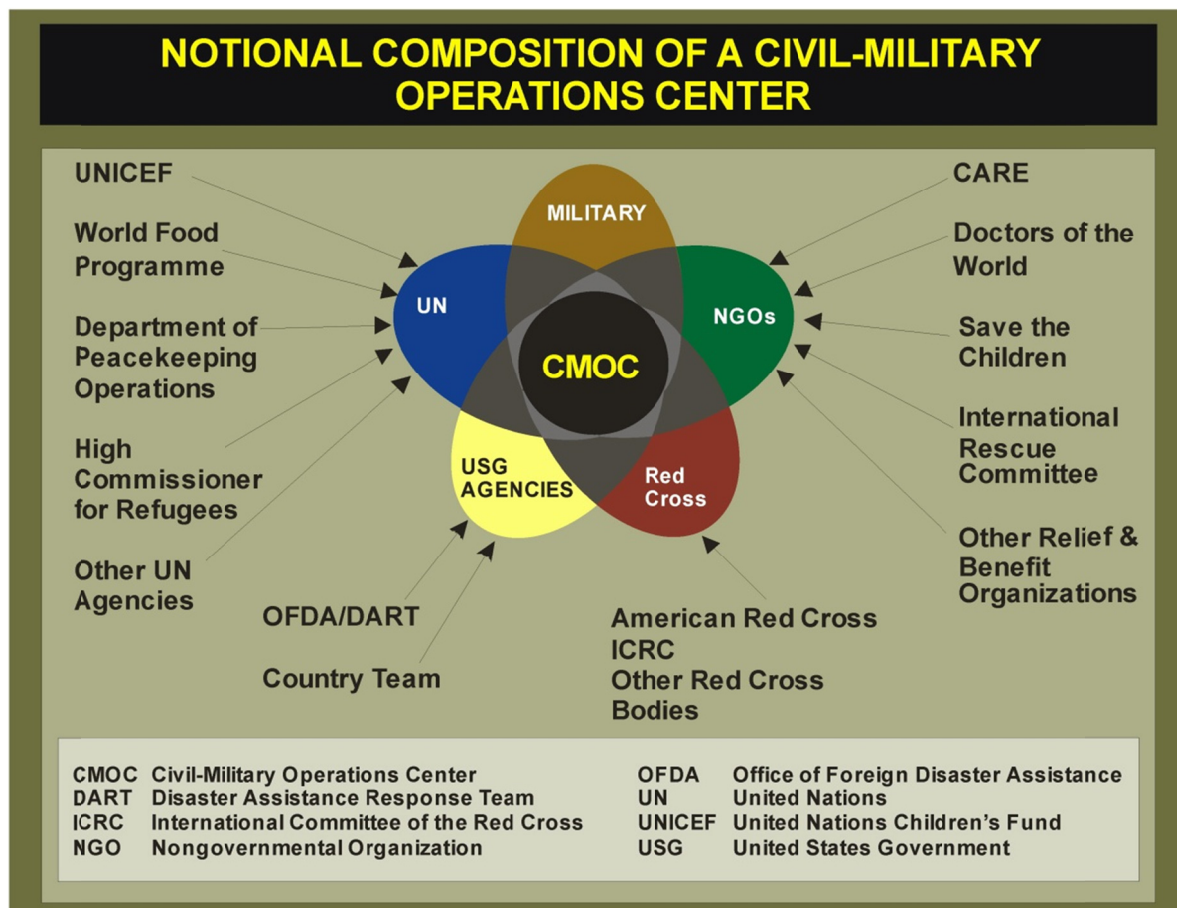 NOTIONAL COMPOSITION OF A CIVIL-MILITARY
OPERATIONS CENTER
UNICEF
World Food
Programme
Department of
Peacekeeping
Operations
High
Commissioner
for Refugees
Other UN
Agencies
MILITARY
UN
NGOs
CMOC
USG
AGENCIES
Red
Cross
CARE
Doctors of the
World
Save the
Children
International
Rescue
Committee
Other Relief &
Benefit
Organizations
OFDA/DART
Country Team
American Red Cross
ICRC
Other Red Cross
Bodies
CMOC Civil-Military Operations Center
DART Disaster Assistance Response Team
ICRC International Committee of the Red Cross
NGO Nongovernmental Organization
OFDA Office of Foreign Disaster Assistance
UN United Nations
UNICEF United Nations Children's Fund
USG United States Government